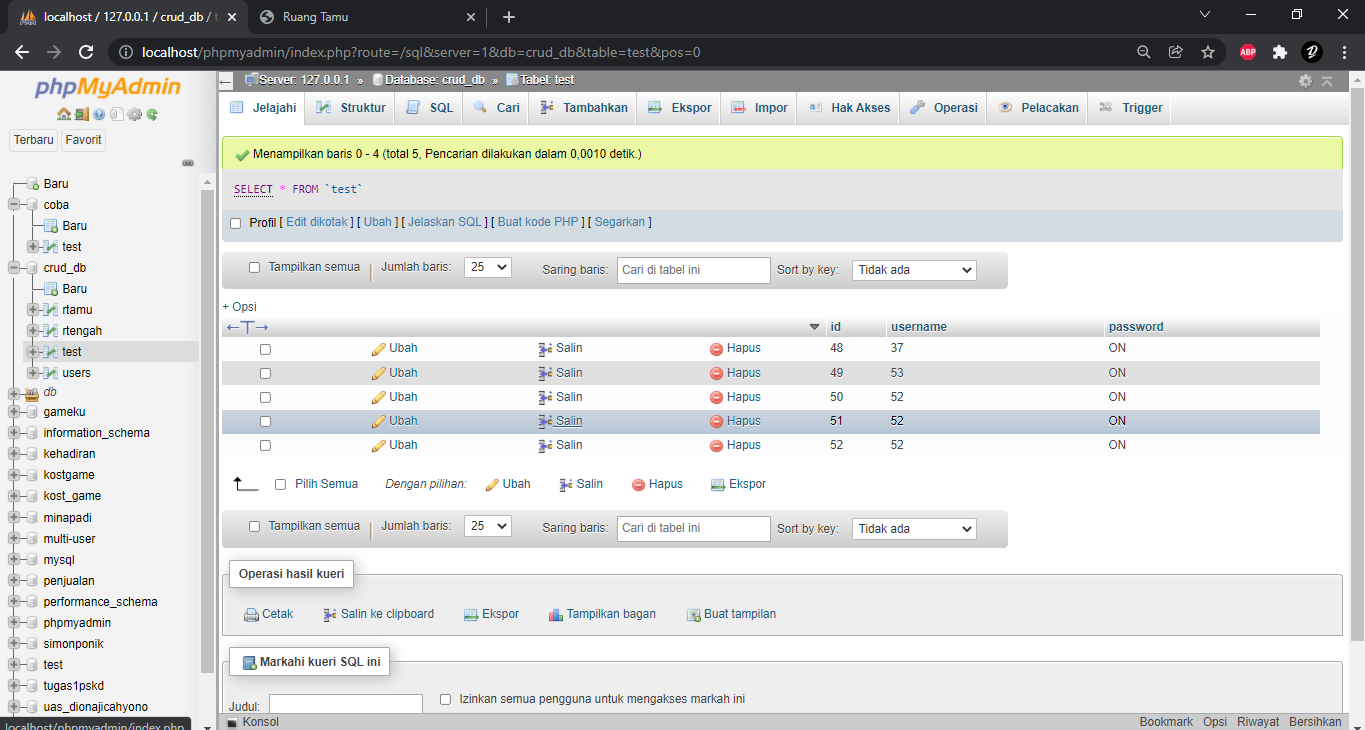 localhost / 127.0.0.1 / crud_db / t
Ruang Tamu
localhost/phpmyadmin/index.php?route=/sql&server=1&db=crud_db&table=test&pos=0
ABP
phpMyAdmin
Terbaru Favorit
Baru
coba
Baru
test
crud_db
Baru
rtamu
rtengah
test
users
db
gameku
information_schema
kehadiran
kostgame
kost_game
minapadi
multi-user
mysql
penjualan
performance_schema
phpmyadmin
simonponik
test
tugas1pskd
uas_dionajicahyono
localhost/phpmyadmin/index.php
Server: 127.0.0.1 » Database: crud_db » Tabel: test
Jelajahi Struktur SQL Cari Tambahkan Ekspor Impor Hak Akses Operasi Pelacakan Trigger
Menampilkan baris 0 - 4 (total 5, Pencarian dilakukan dalam 0,0010 detik.)
SELECT * FROM `test`
Profil [ Edit dikotak ] [ Ubah ] [ Jelaskan SQL ] [ Buat kode PHP ] [ Segarkan ]
Tampilkan semua Jumlah baris: 25 Saring baris: Cari di tabel ini Sort by key: Tidak ada
+ Opsi
←T→ id username password
Ubah Salin Hapus 48 37 ON
Ubah Salin Hapus 49 53 ON
Ubah Salin Hapus 50 52 ON
Ubah Salin Hapus 51 52 ON
Ubah Salin Hapus 52 52 ON
Pilih Semua Dengan pilihan: Ubah Salin Hapus Ekspor
Tampilkan semua Jumlah baris: 25 Saring baris: Cari di tabel ini Sort by key: Tidak ada
Operasi hasil kueri
Cetak Salin ke clipboard Ekspor Tampilkan bagan Buat tampilan
Markahi kueri SQL ini
Judul: Izinkan semua pengguna untuk mengakses markah ini
Konsol Bookmark Opsi Riwayat Bersihkan